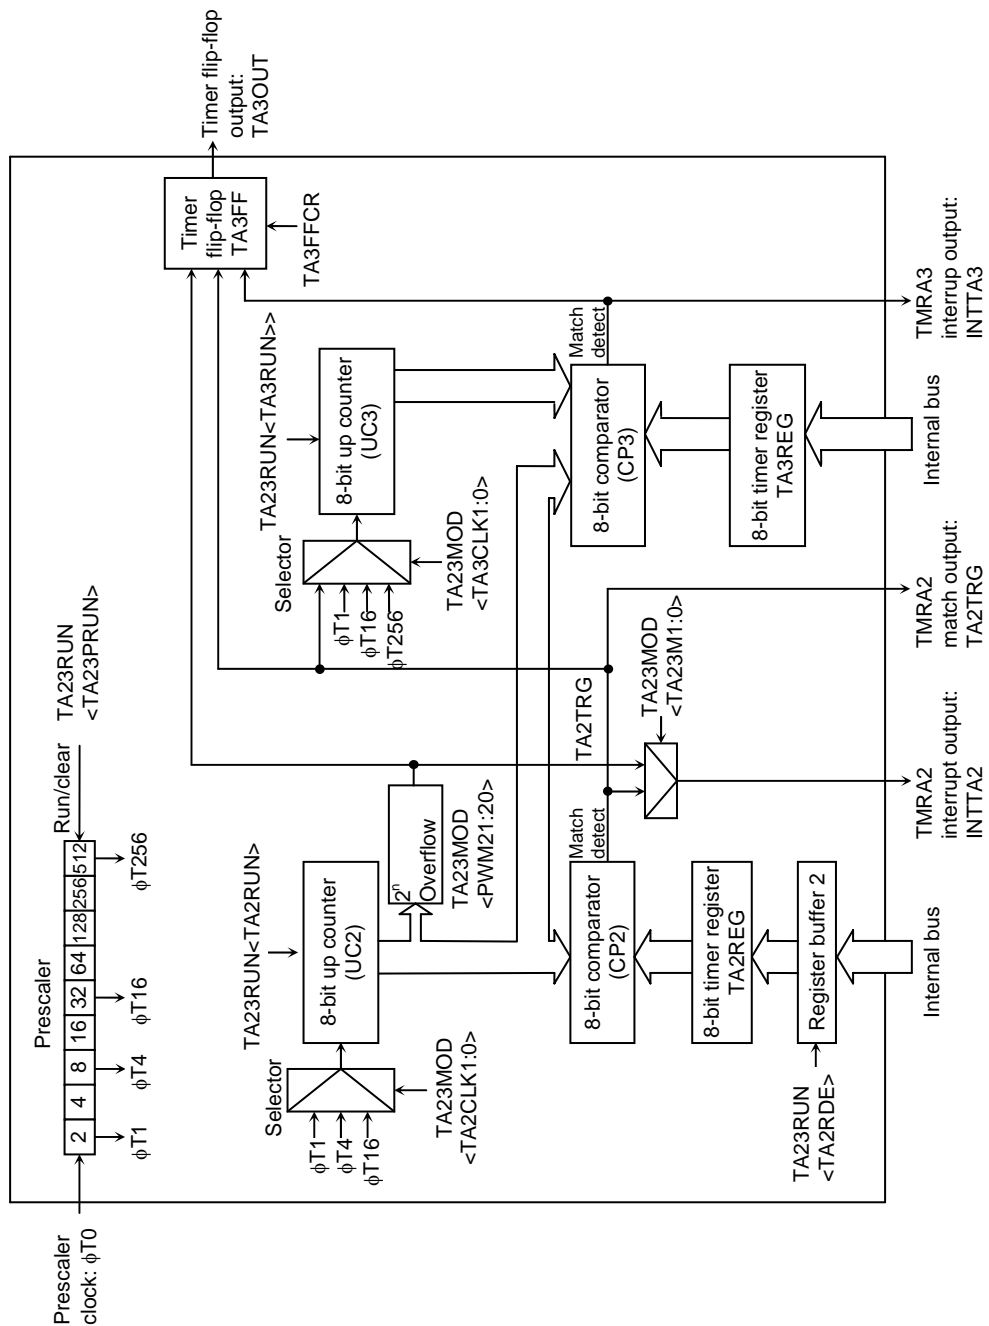 Prescaler
clock: ϕT0
Prescaler
2 4 8 16 32 64 128 256 512
Run/clear
TA23RUN
<TA23PRUN>
ϕT1
ϕT4
ϕT16
ϕT256
Selector
ϕT1
ϕT4
ϕT16
TA23MOD
<TA2CLK1:0>
TA23RUN<TA2RUN>
8-bit up counter
(UC2)
2n
Overflow
TA23MOD
<PWM21:20>
Selector
ϕT1
ϕT16
ϕT256
TA23MOD
<TA3CLK1:0>
TA23RUN<TA3RUN>>
8-bit up counter
(UC3)
Timer
flip-flop
TA3FF
TA3FFCR
Timer flip-flop
output:
TA3OUT
8-bit comparator
(CP2)
Match
detect
TA2TRG
TA23MOD
<TA23M1:0>
8-bit comparator
(CP3)
Match
detect
8-bit timer register
TA2REG
8-bit timer register
TA3REG
Register buffer 2
TA23RUN
<TA2RDE>
Internal bus
TMRA2
interrupt output:
INTTA2
TMRA2
match output:
TA2TRG
Internal bus
TMRA3
interrup output:
INTTA3